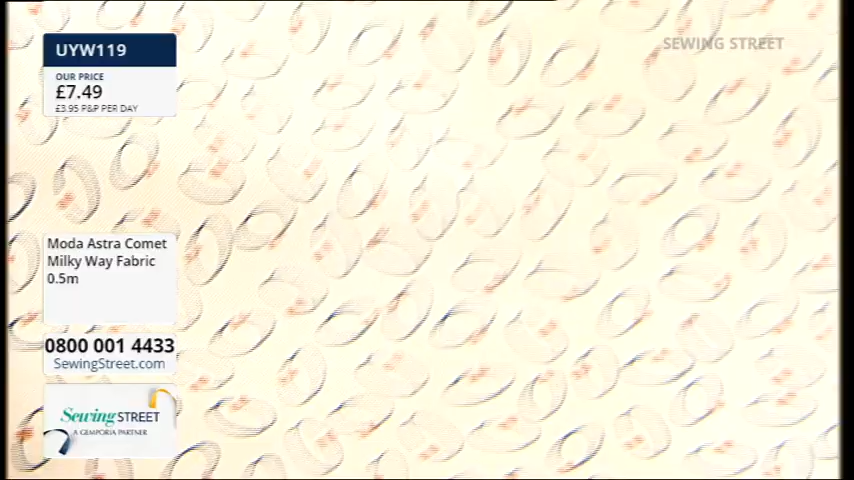 UYW119
OUR PRICE
£7.49
£3.95 P&P PER DAY
SEWING STREET
Moda Astra Comet
Milky Way Fabric
0.5m
0800 001 4433
SewingStreet.com
Sewing STREET
A GEMPORIA PARTNER